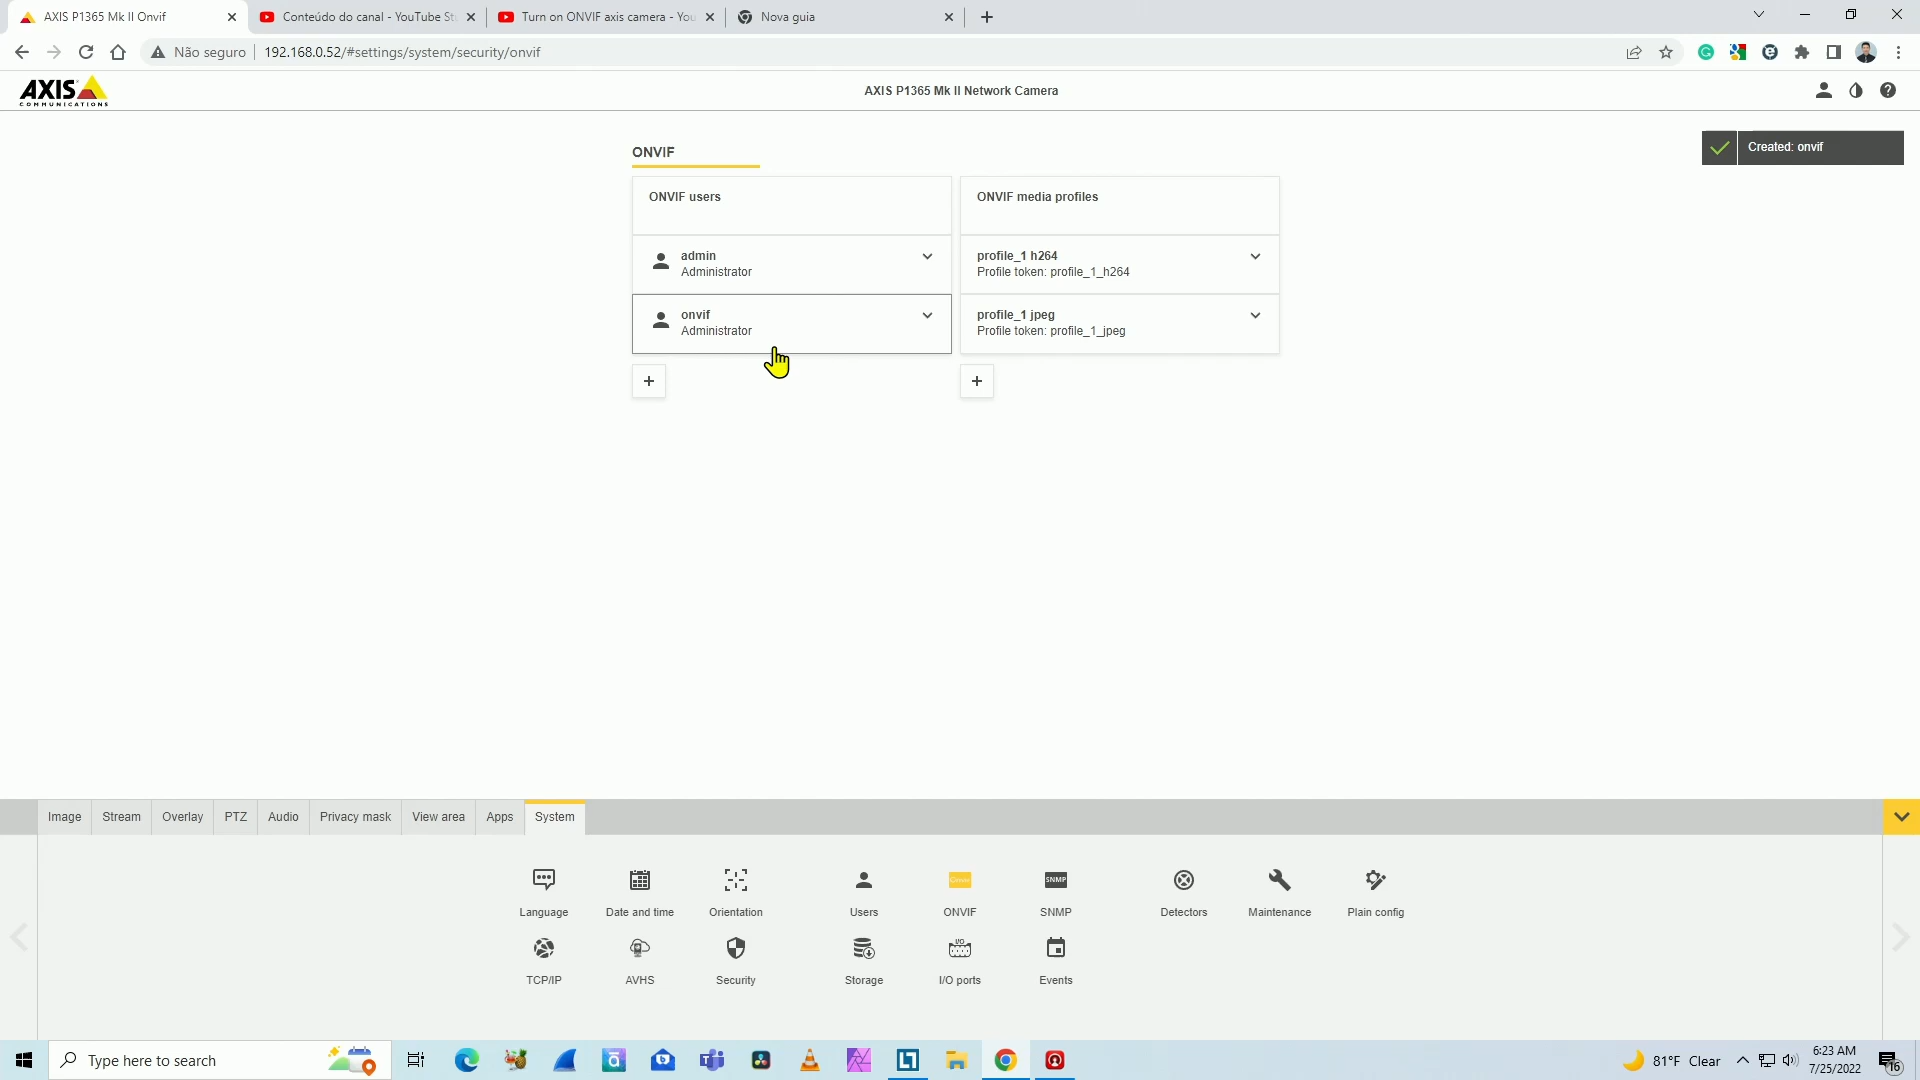 AXIS P1365 Mk II Onvif
Conteúdo do canal - YouTube St
Turn on ONVIF axis camera - You
Nova guia
Não seguro
192.168.0.52/#settings/system/security/onvif
AXIS
COMMUNICATIONS
AXIS P1365 Mk II Network Camera
Created: onvif
ONVIF
ONVIF users
ONVIF media profiles
admin
Administrator
profile_1 h264
Profile token: profile_1_h264
onvif
Administrator
profile_1 jpeg
Profile token: profile_1_jpeg
Image
Stream
Overlay
PTZ
Audio
Privacy mask
View area
Apps
System
Language
Date and time
Orientation
Users
ONVIF
SNMP
SNMP
Detectors
Maintenance
Plain config
TCP/IP
AVHS
Security
Storage
I/O
I/O ports
Events
Type here to search
81°F Clear
6:23 AM
7/25/2022
16